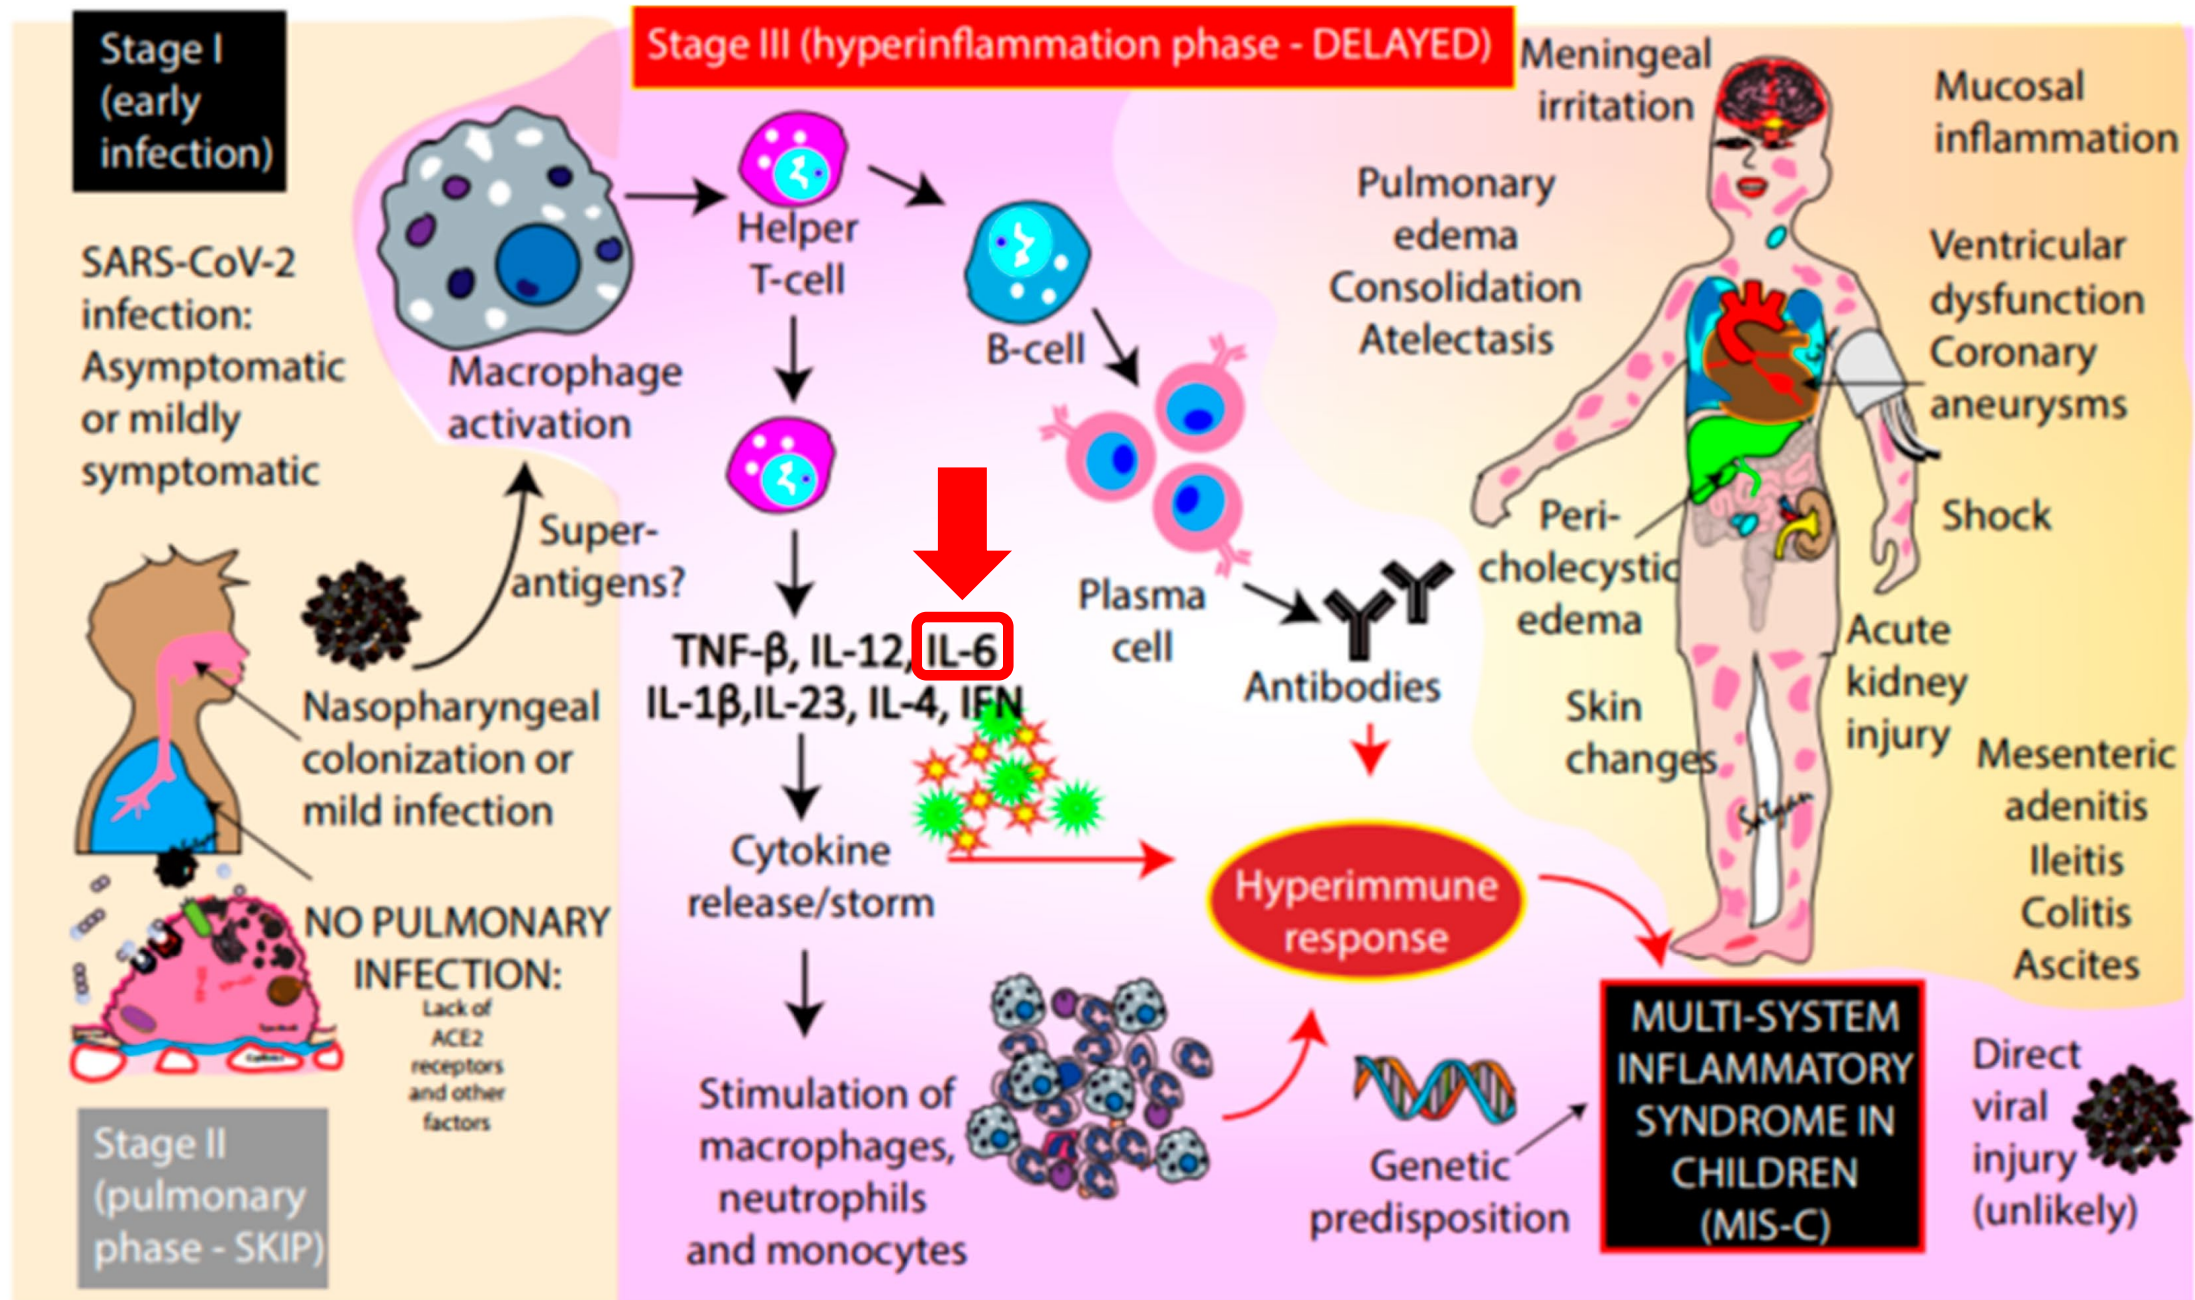 Stage I
(early
infection)
SARS-CoV-2
infection:
Asymptomatic
or mildly
symptomatic
Super-
antigens?
Nasopharyngeal
colonization or
mild infection
NO PULMONARY
INFECTION:
Lack of
ACE2
receptors
and other
factors
Stage II
(pulmonary
phase - SKIP)
Stage III (hyperinflammation phase - DELAYED)
Macrophage
activation
Helper
T-cell
B-cell
Plasma
cell
Antibodies
TNF-β, IL-12, IL-6
IL-1β,IL-23, IL-4, IFN
Cytokine
release/storm
Stimulation of
macrophages,
neutrophils
and monocytes
Hyperimmune
response
Genetic
predisposition
MULTI-SYSTEM
INFLAMMATORY
SYNDROME IN
CHILDREN
(MIS-C)
Direct
viral
injury
(unlikely)
Meningeal
irritation
Mucosal
inflammation
Pulmonary
edema
Consolidation
Atelectasis
Ventricular
dysfunction
Coronary
aneurysms
Peri-
cholecystic
edema
Shock
Acute
kidney
injury
Skin
changes
Mesenteric
adenitis
Ileitis
Colitis
Ascites